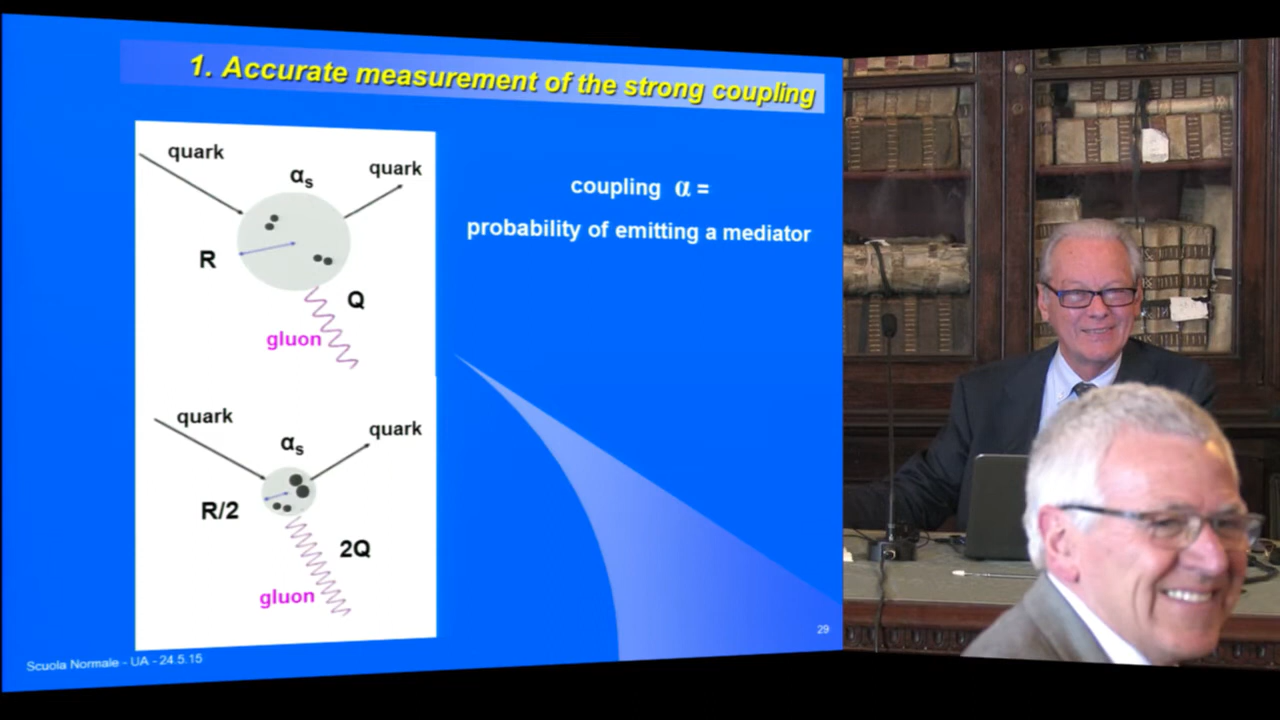 1. Accurate measurement of the strong coupling
quark
αs
quark
R
Q
gluon
coupling α =
probability of emitting a mediator
quark
αs
quark
R/2
2Q
gluon
29
Scuola Normale - UA - 24.5.15